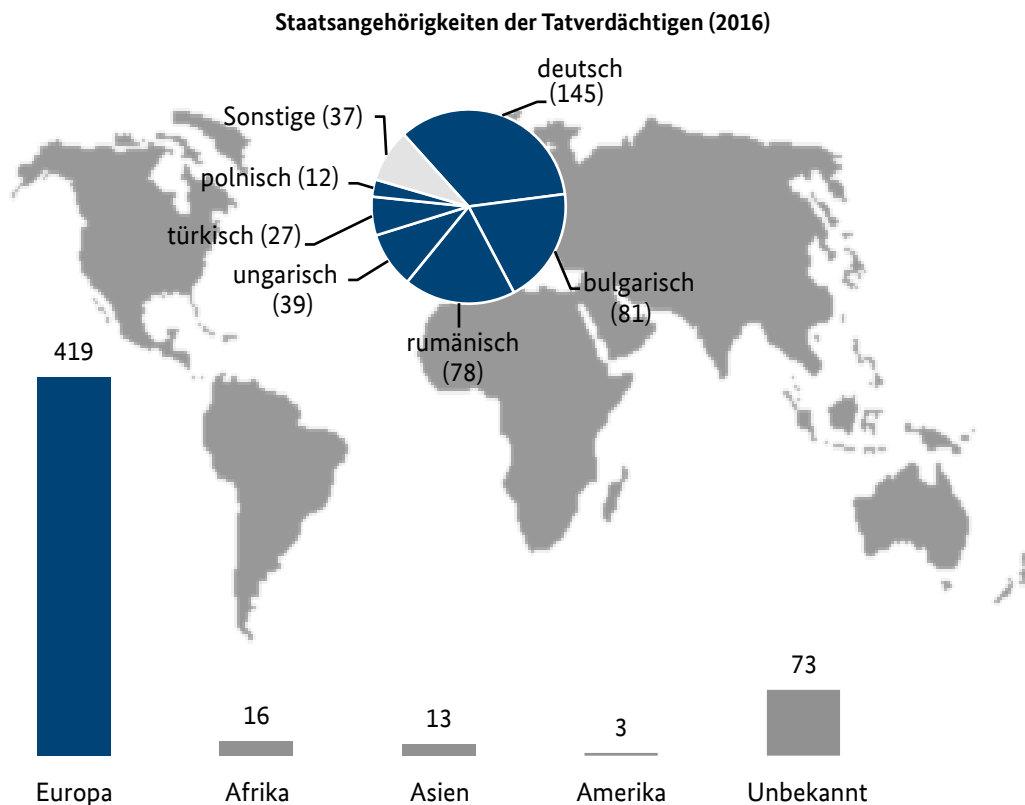 Staatsangehörigkeiten der Tatverdächtigen (2016)
deutsch
(145)
Sonstige (37)
polnisch (12)
türkisch (27)
ungarisch
(39)
bulgarisch
(81)
rumänisch
(78)
419
16
13
3
73
Europa
Afrika
Asien
Amerika
Unbekannt